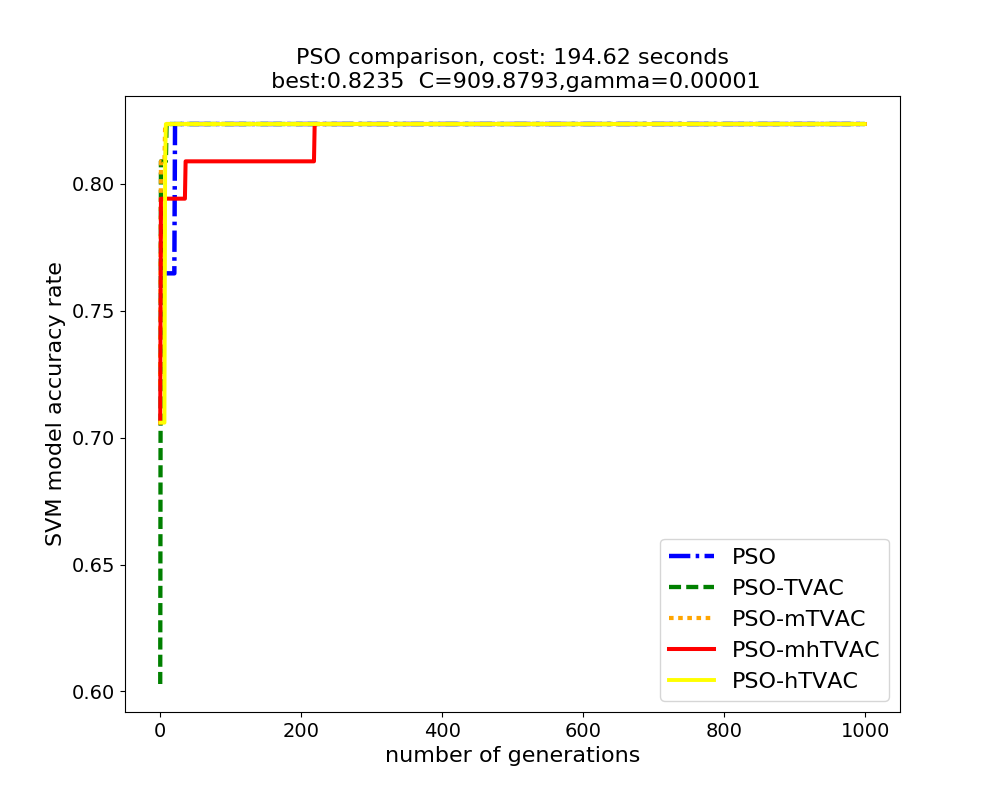 PSO comparison, cost: 194.62 seconds
best:0.8235  C=909.8793,gamma=0.00001
SVM model accuracy rate
0.80
0.75
0.70
0.65
0.60
PSO
PSO-TVAC
PSO-mTVAC
PSO-mhTVAC
PSO-hTVAC
0 200 400 600 800 1000
number of generations